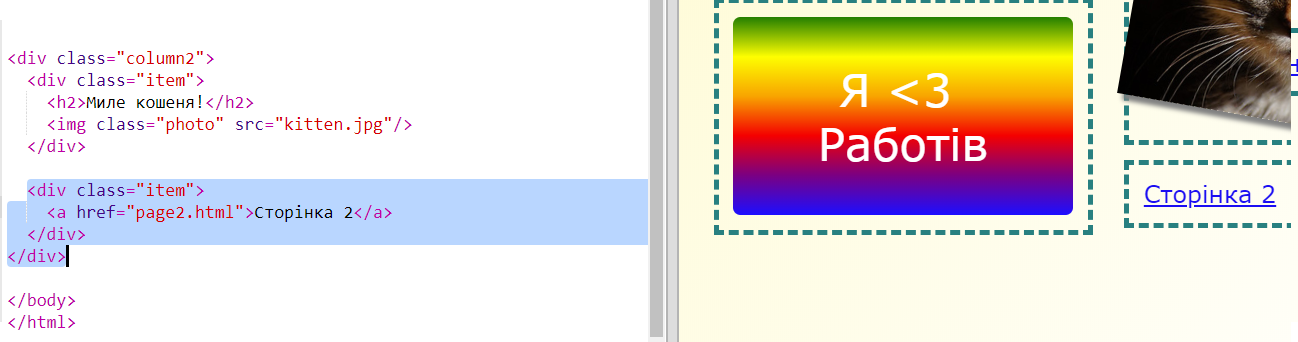 <div class="column2">
<div class="item">
<h2>Миле кошеня!</h2>
<img class="photo" src="kitten.jpg"/>
</div>
<div class="item">
<a href="page2.html">Сторінка 2</a>
</div>
</div>
</body>
</html>
Я <3
Работів
Сторінка 2